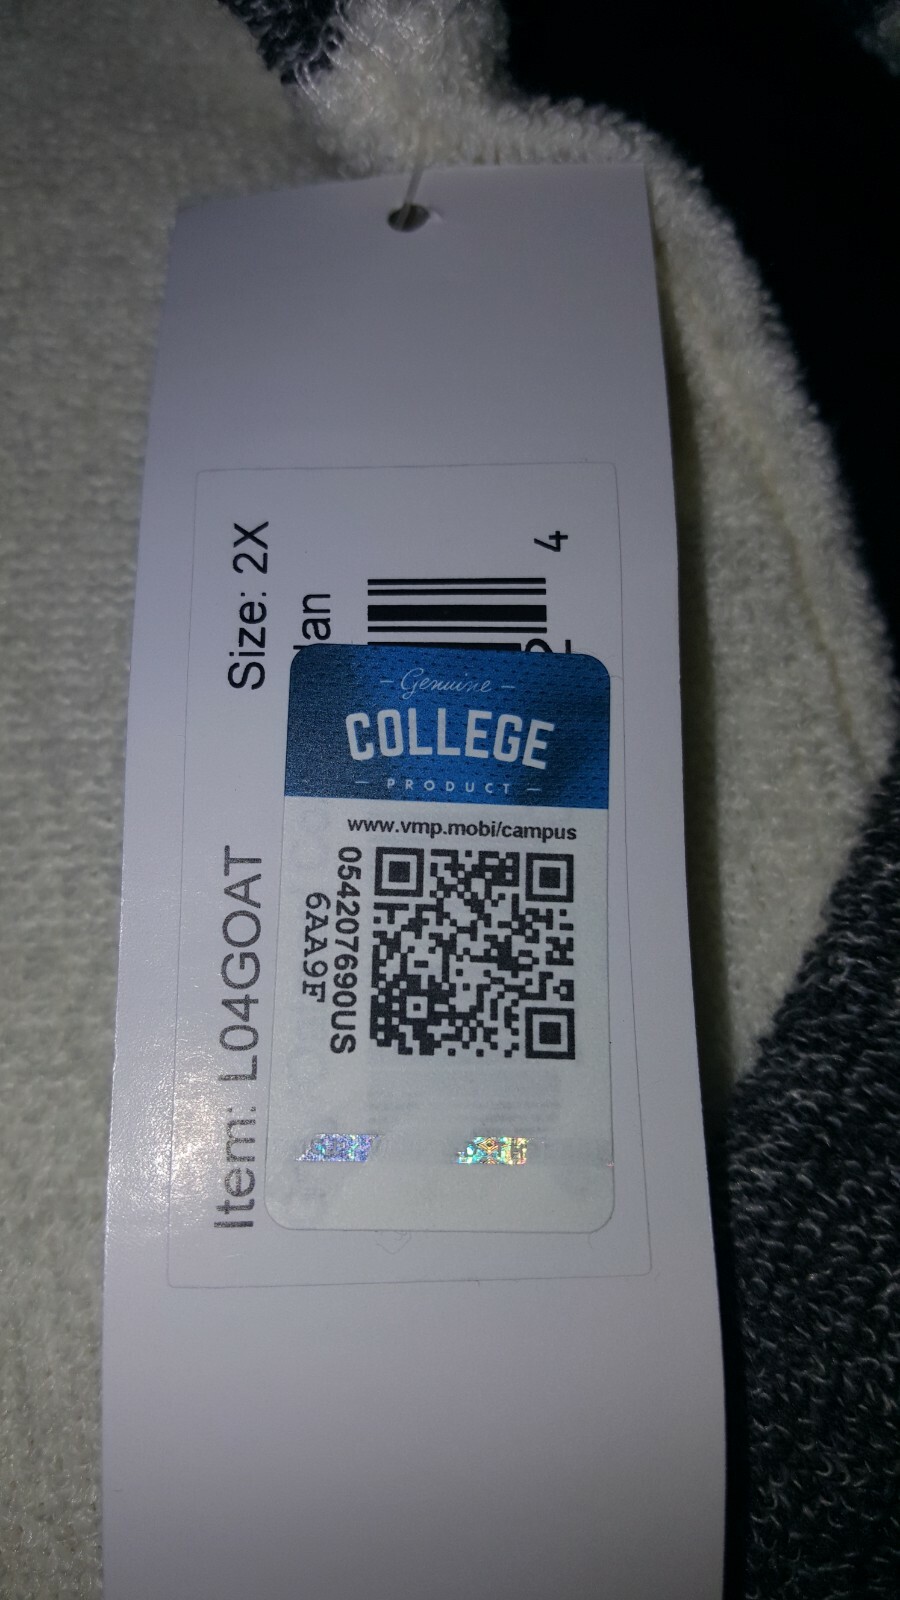 Item: L04GOAT Size: 2X
4
Genuine
COLLEGE
PRODUCT
www.vmp.mobi/campus
054207690US
6AA9F